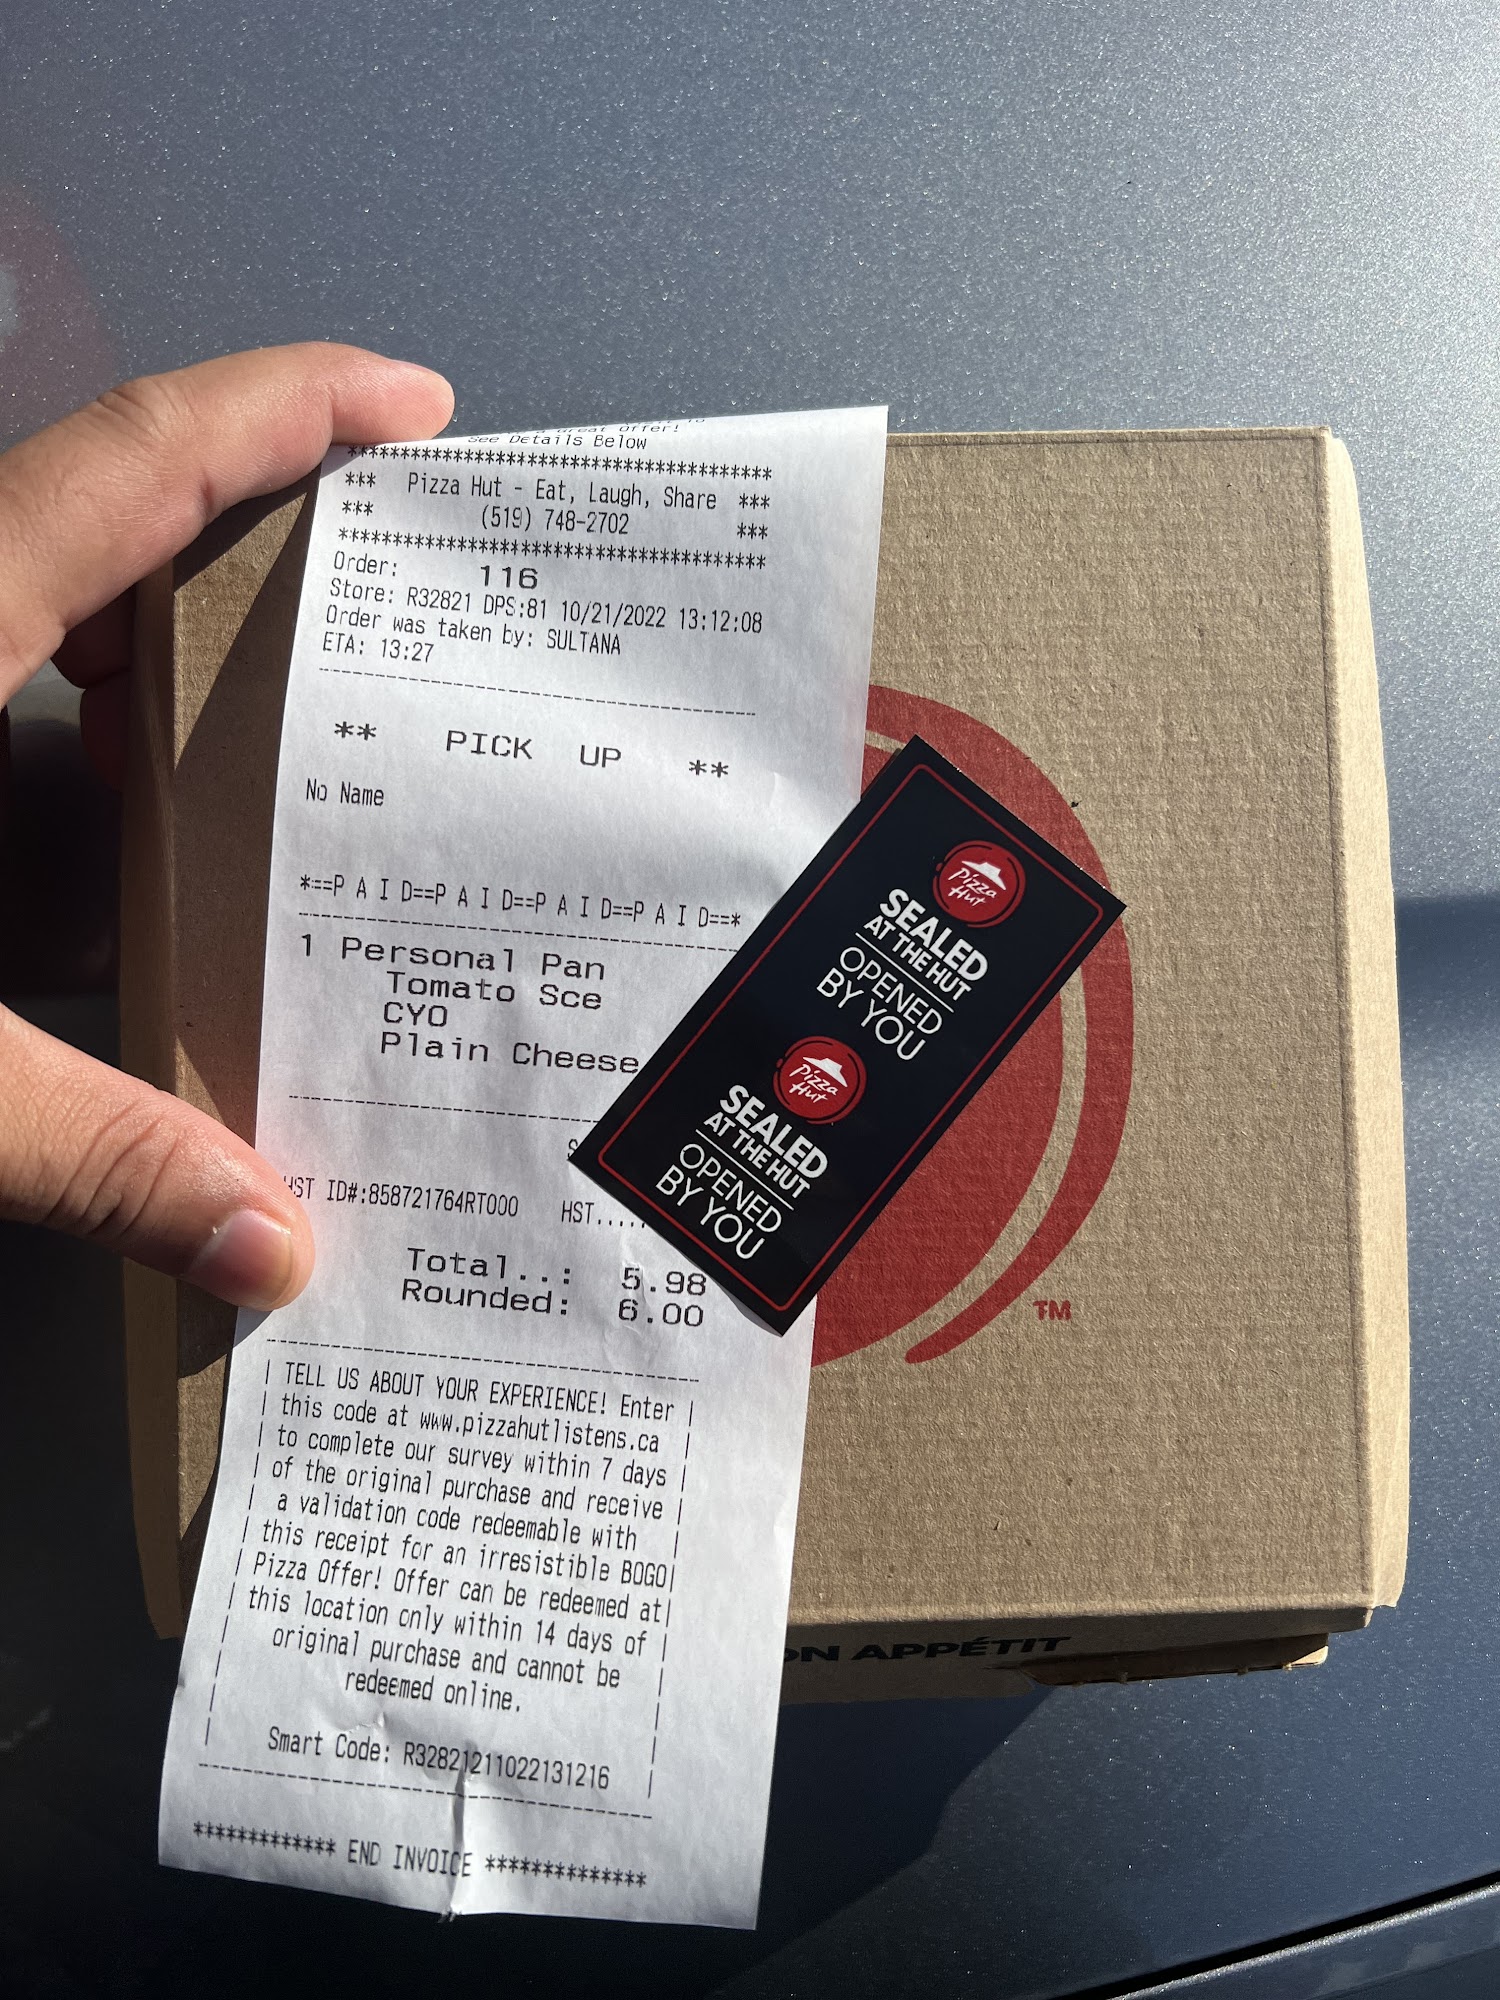 a Great Offer!
See Details Below
***************************************
*** Pizza Hut - Eat, Laugh, Share ***
*** (519) 748-2702 ***
***************************************
Order: 116
Store: R32821 DPS:81 10/21/2022 13:12:08
Order was taken by: SULTANA
ETA: 13:27
** PICK UP **
No Name
*==P A I D==P A I D==P A I D==P A I D==*
1 Personal Pan
Tomato Sce
CYO
Plain Cheese
HST ID#:858721764RT000 HST.....
Total..: 5.98
Rounded: 6.00
| TELL US ABOUT YOUR EXPERIENCE! Enter |
| this code at www.pizzahutlistens.ca |
| to complete our survey within 7 days |
| of the original purchase and receive |
| a validation code redeemable with |
| this receipt for an irresistible BOGO|
| Pizza Offer! Offer can be redeemed at|
| this location only within 14 days of |
| original purchase and cannot be |
| redeemed online. |
| Smart Code: R328212110221312​16 |
************* END INVOICE **************
Pizza
Hut
SEALED
AT THE HUT
OPENED
BY YOU
Pizza
Hut
SEALED
AT THE HUT
OPENED
BY YOU
TM
ON APPÉTIT